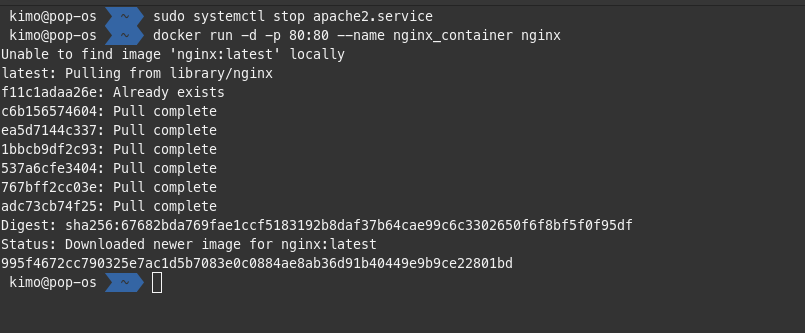 kimo@pop-os ~ sudo systemctl stop apache2.service
kimo@pop-os ~ docker run -d -p 80:80 --name nginx_container nginx
Unable to find image 'nginx:latest' locally
latest: Pulling from library/nginx
f11c1adaa26e: Already exists
c6b156574604: Pull complete
ea5d7144c337: Pull complete
1bbcb9df2c93: Pull complete
537a6cfe3404: Pull complete
767bff2cc03e: Pull complete
adc73cb74f25: Pull complete
Digest: sha256:67682bda769fae1ccf5183192b8daf37b64cae99c6c3302650f6f8bf5f0f95df
Status: Downloaded newer image for nginx:latest
995f4672cc790325e7ac1d5b7083e0c0884ae8ab36d91b40449e9b9ce22801bd
kimo@pop-os ~